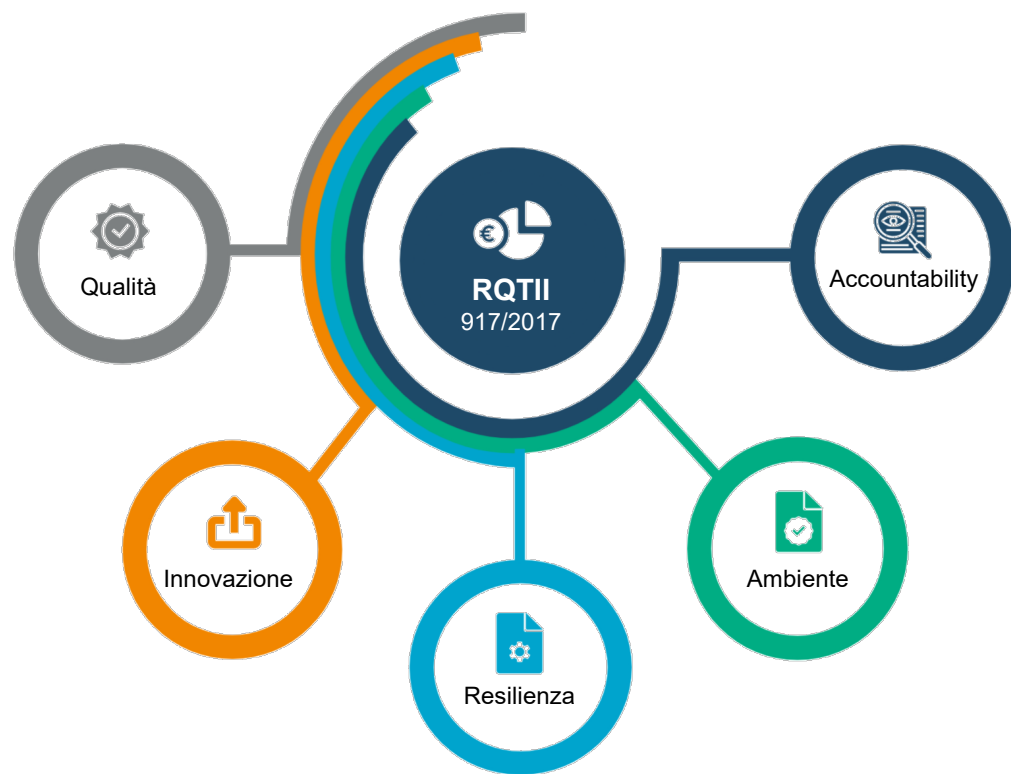 Qualità
RQTII
917/2017
Accountability
Innovazione
Resilienza
Ambiente
€